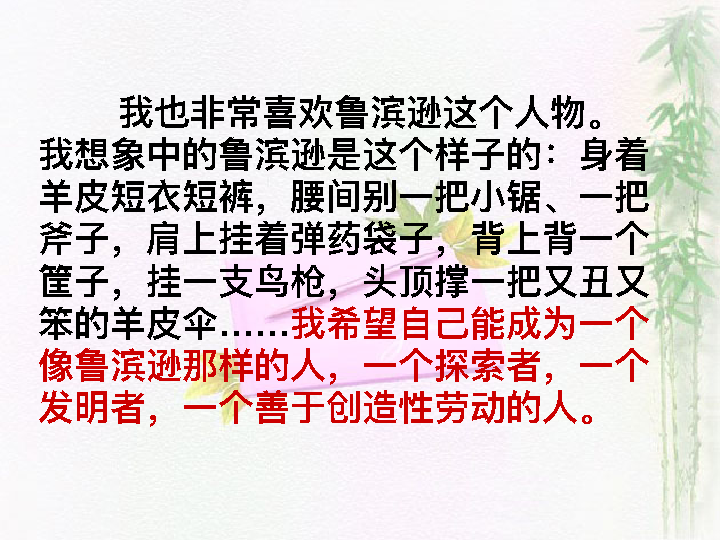 我也非常喜欢鲁滨逊这个人物。
我想象中的鲁滨逊是这个样子的：身着
羊皮短衣短裤，腰间别一把小锯、一把
斧子，肩上挂着弹药袋子，背上背一个
筐子，挂一支鸟枪，头顶撑一把又丑又
笨的羊皮伞……我希望自己能成为一个
像鲁滨逊那样的人，一个探索者，一个
发明者，一个善于创造性劳动的人。